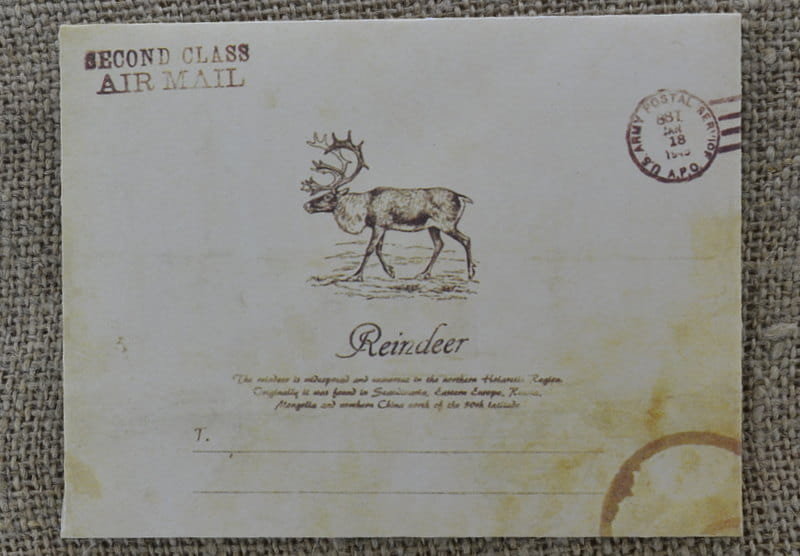 SECOND CLASS
AIR MAIL
U.S. ARMY POSTAL SERVICE
A.P.O.
JAN
18
Reindeer
The reindeer is widespread and numerous in the northern Holarctic Region.
Originally it was found in Scandinavia, Eastern Europe, Russia,
Mongolia and northern China north of the 50th latitude
T.